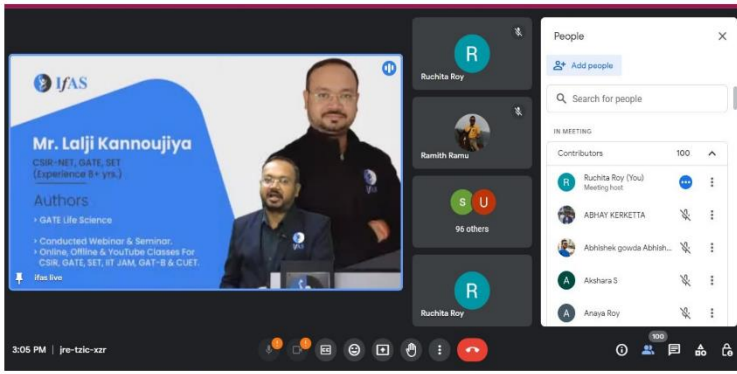 IfAS
Mr. Lalji Kannoujiya
CSIR-NET, GATE, SET
(Experience 8+ yrs.)
Authors
› GATE Life Science
› Conducted Webinar & Seminar.
› Online, Offline & YouTube Classes For
CSIR, GATE, SET, IIT JAM, GAT-B & CUET.
ifas live
R
Ruchita Roy
Ramith Ramu
S U
96 others
R
Ruchita Roy
People
Add people
Search for people
IN MEETING
Contributors 100
R
Ruchita Roy (You)
Meeting host
ABHAY KERKETTA
Abhishek gowda Abhish...
A Akshara S
A Anaya Roy
3:05 PM | jre-tzic-xzr
CC
100